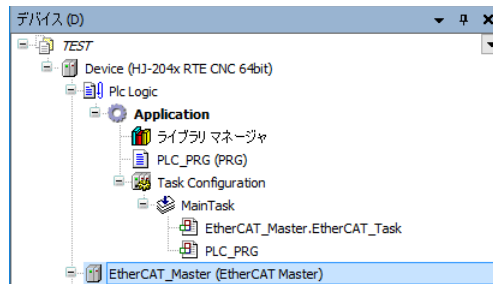 デバイス (D)
TEST
Device (HJ-204x RTE CNC 64bit)
Plc Logic
Application
ライブラリ マネージャ
PLC_PRG (PRG)
Task Configuration
MainTask
EtherCAT_Master.EtherCAT_Task
PLC_PRG
EtherCAT_Master (EtherCAT Master)